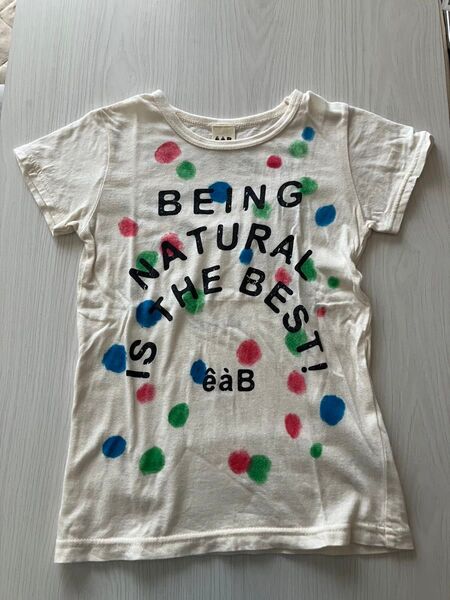 BEING
NATURAL
¡IS THE BEST!
êàB